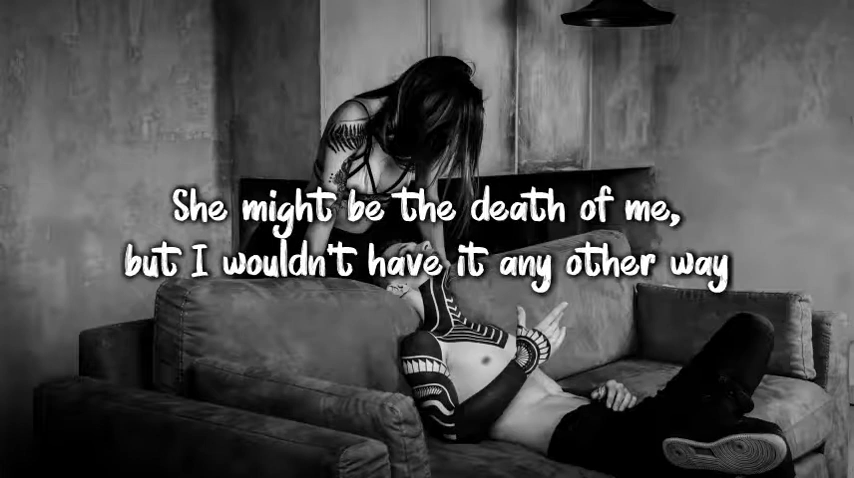 She might be the death of me,
but I wouldn't have it any other way